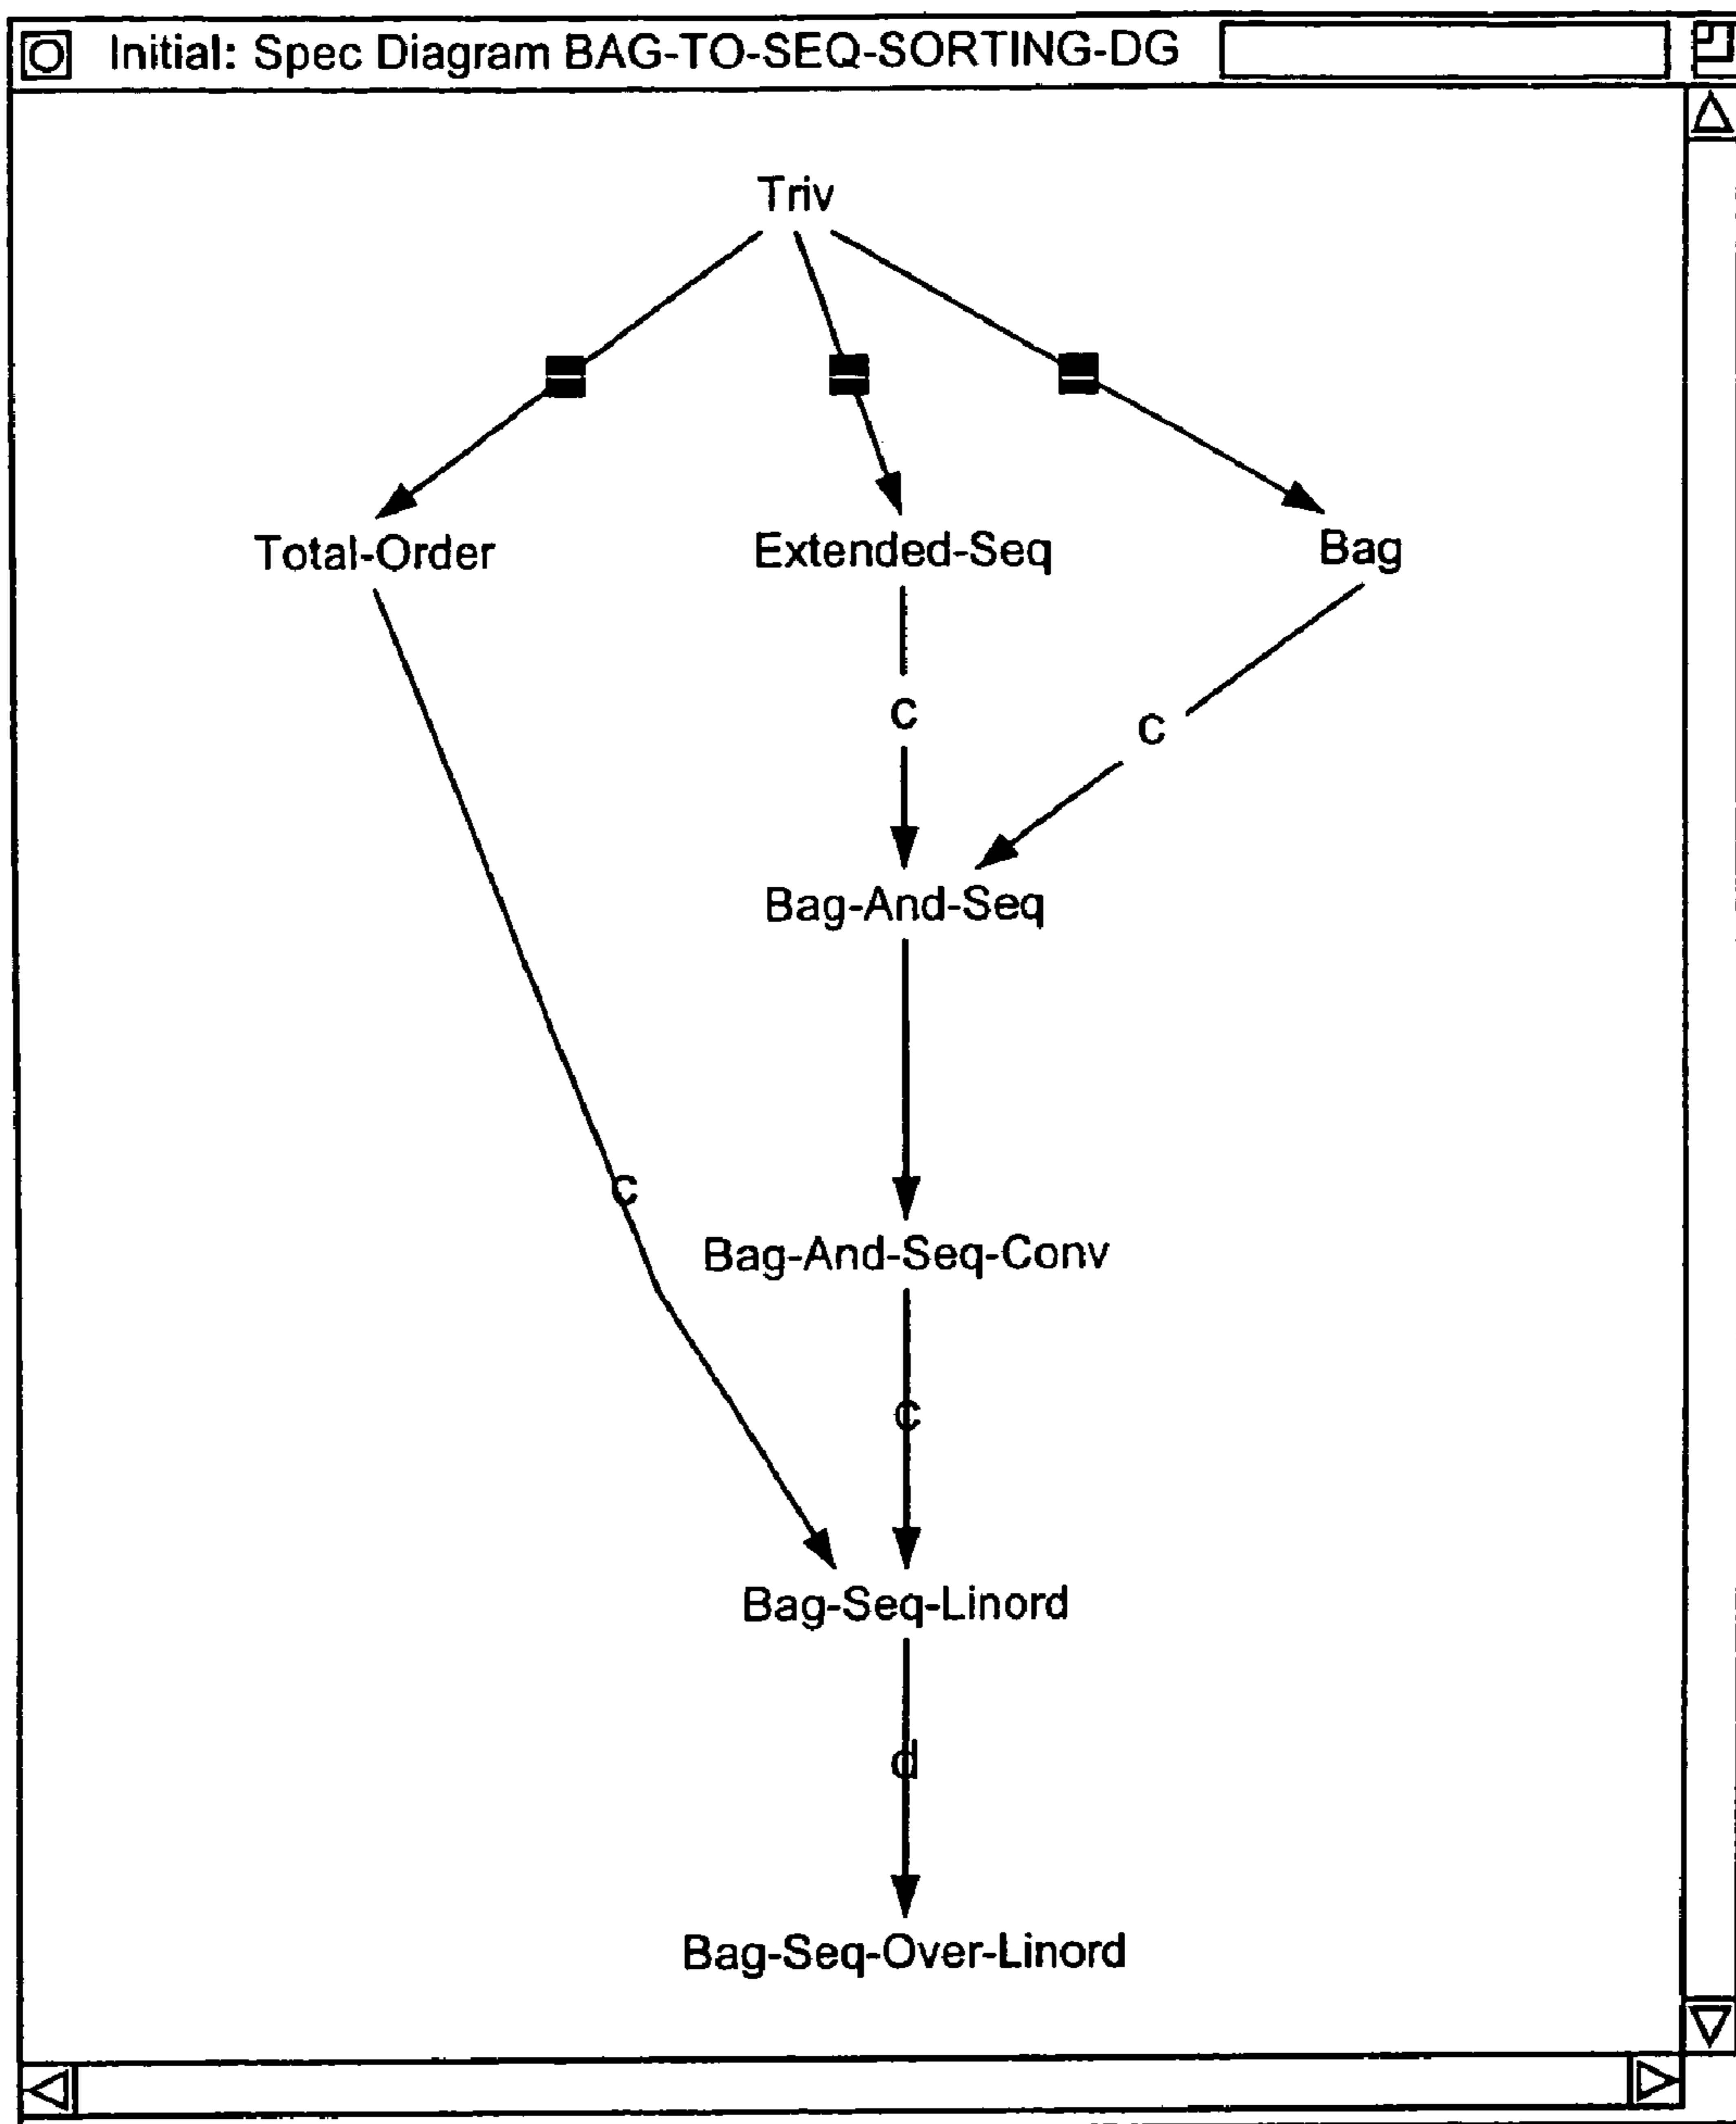 Initial: Spec Diagram BAG-TO-SEQ-SORTING-DG
Triv
Total-Order Extended-Seq Bag
c
c
Bag-And-Seq
c
Bag-And-Seq-Conv
c
Bag-Seq-Linord
d
Bag-Seq-Over-Linord